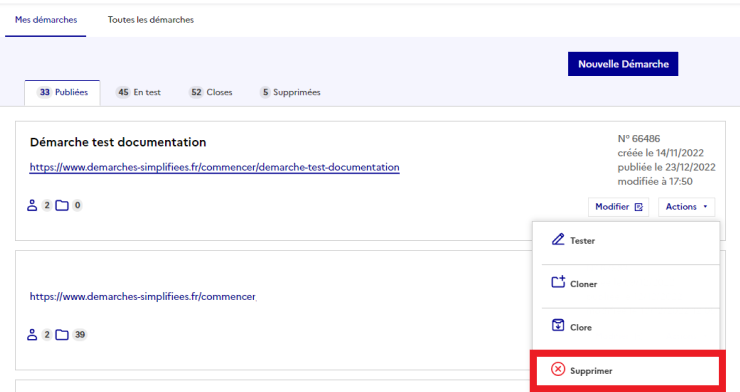 Mes démarches Toutes les démarches
Nouvelle Démarche
33 Publiées 45 En test 52 Closes 5 Supprimées
Démarche test documentation
N° 66486
https://www.demarches-simplifiees.fr/commencer/demarche-test-documentation
créée le 14/11/2022
publiée le 23/12/2022
modifiée à 17:50
2 0
Modifier Actions
Tester
Cloner
https://www.demarches-simplifiees.fr/commencer
Clore
2 39
Supprimer